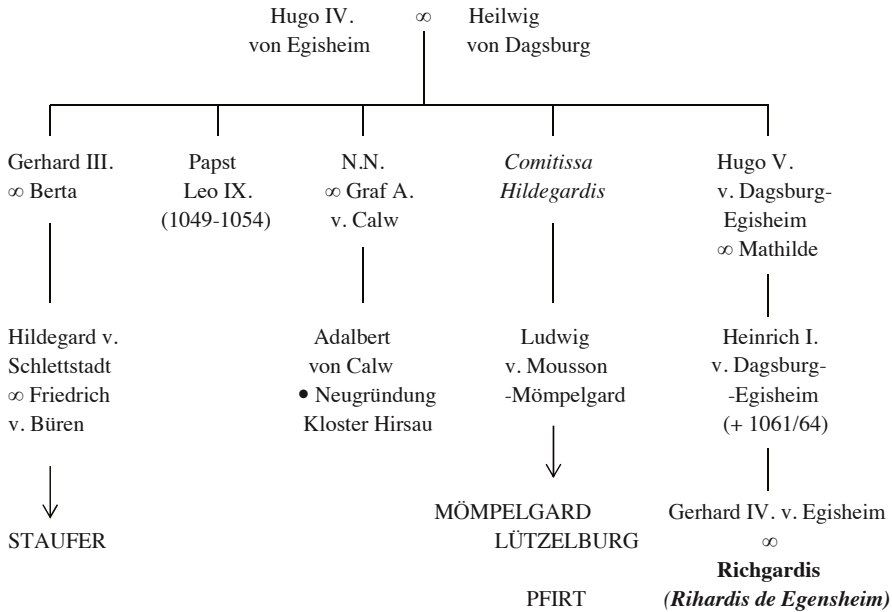 Hugo IV. ∞ Heilwig
von Egisheim von Dagsburg
Gerhard III.
∞ Berta
Papst
Leo IX.
(1049-1054)
N.N.
∞ Graf A.
v. Calw
Comitissa
Hildegardis
Hugo V.
v. Dagsburg-
Egisheim
∞ Mathilde
Hildegard v.
Schlettstadt
∞ Friedrich
v. Büren
Adalbert
von Calw
• Neugründung
Kloster Hirsau
Ludwig
v. Mousson
-Mömpelgard
Heinrich I.
v. Dagsburg-
-Egisheim
(+ 1061/64)
STAUFER
MÖMPELGARD
LÜTZELBURG
PFIRT
Gerhard IV. v. Egisheim
∞
Richgardis
(Rihardis de Egensheim)